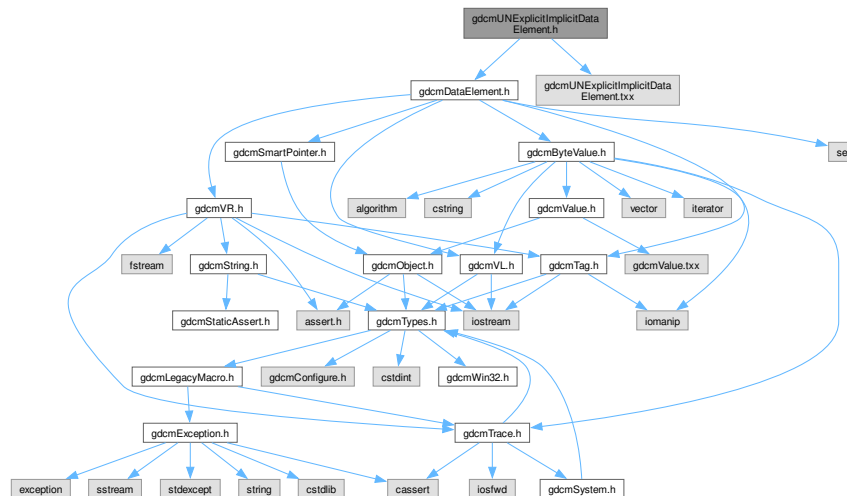 gdcmUNExplicitImplicitData
Element.h
gdcmDataElement.h
gdcmUNExplicitImplicitData
Element.txx
gdcmSmartPointer.h
gdcmByteValue.h
se
gdcmVR.h
algorithm
cstring
gdcmValue.h
vector
iterator
fstream
gdcmString.h
gdcmObject.h
gdcmVL.h
gdcmTag.h
gdcmValue.txx
gdcmStaticAssert.h
assert.h
gdcmTypes.h
iostream
iomanip
gdcmLegacyMacro.h
gdcmConfigure.h
cstdint
gdcmWin32.h
gdcmException.h
gdcmTrace.h
exception
sstream
stdexcept
string
cstdlib
cassert
iosfwd
gdcmSystem.h